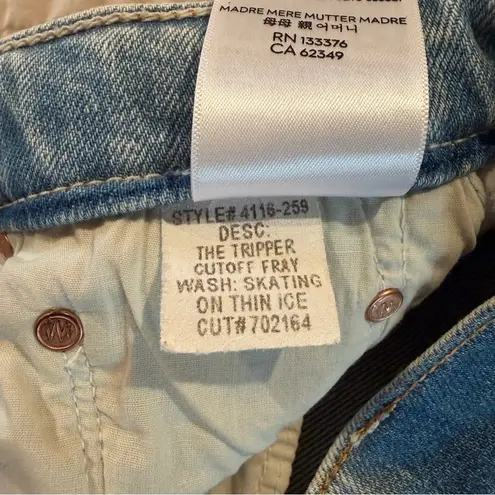 MADRE MERE MUTTER MADRE
母母 親 어머니
RN 133376
CA 62349
STYLE# 4116-259
DESC:
THE TRIPPER
CUTOFF FRAY
WASH: SKATING
ON THIN ICE
CUT# 702164